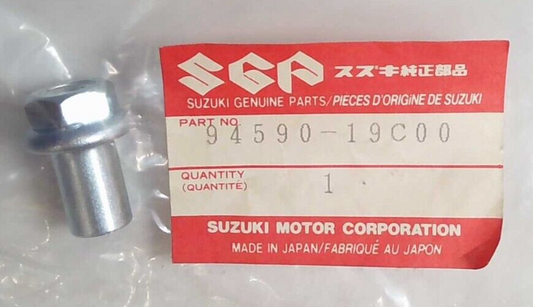 SGP スズキ純正部品
SUZUKI GENUINE PARTS/PIECES D'ORIGINE DE SUZUKI
PART NO. 94590-19C00
QUANTITY 1
(QUANTITÉ)
SUZUKI MOTOR CORPORATION
MADE IN JAPAN/FABRIQUÉ AU JAPON